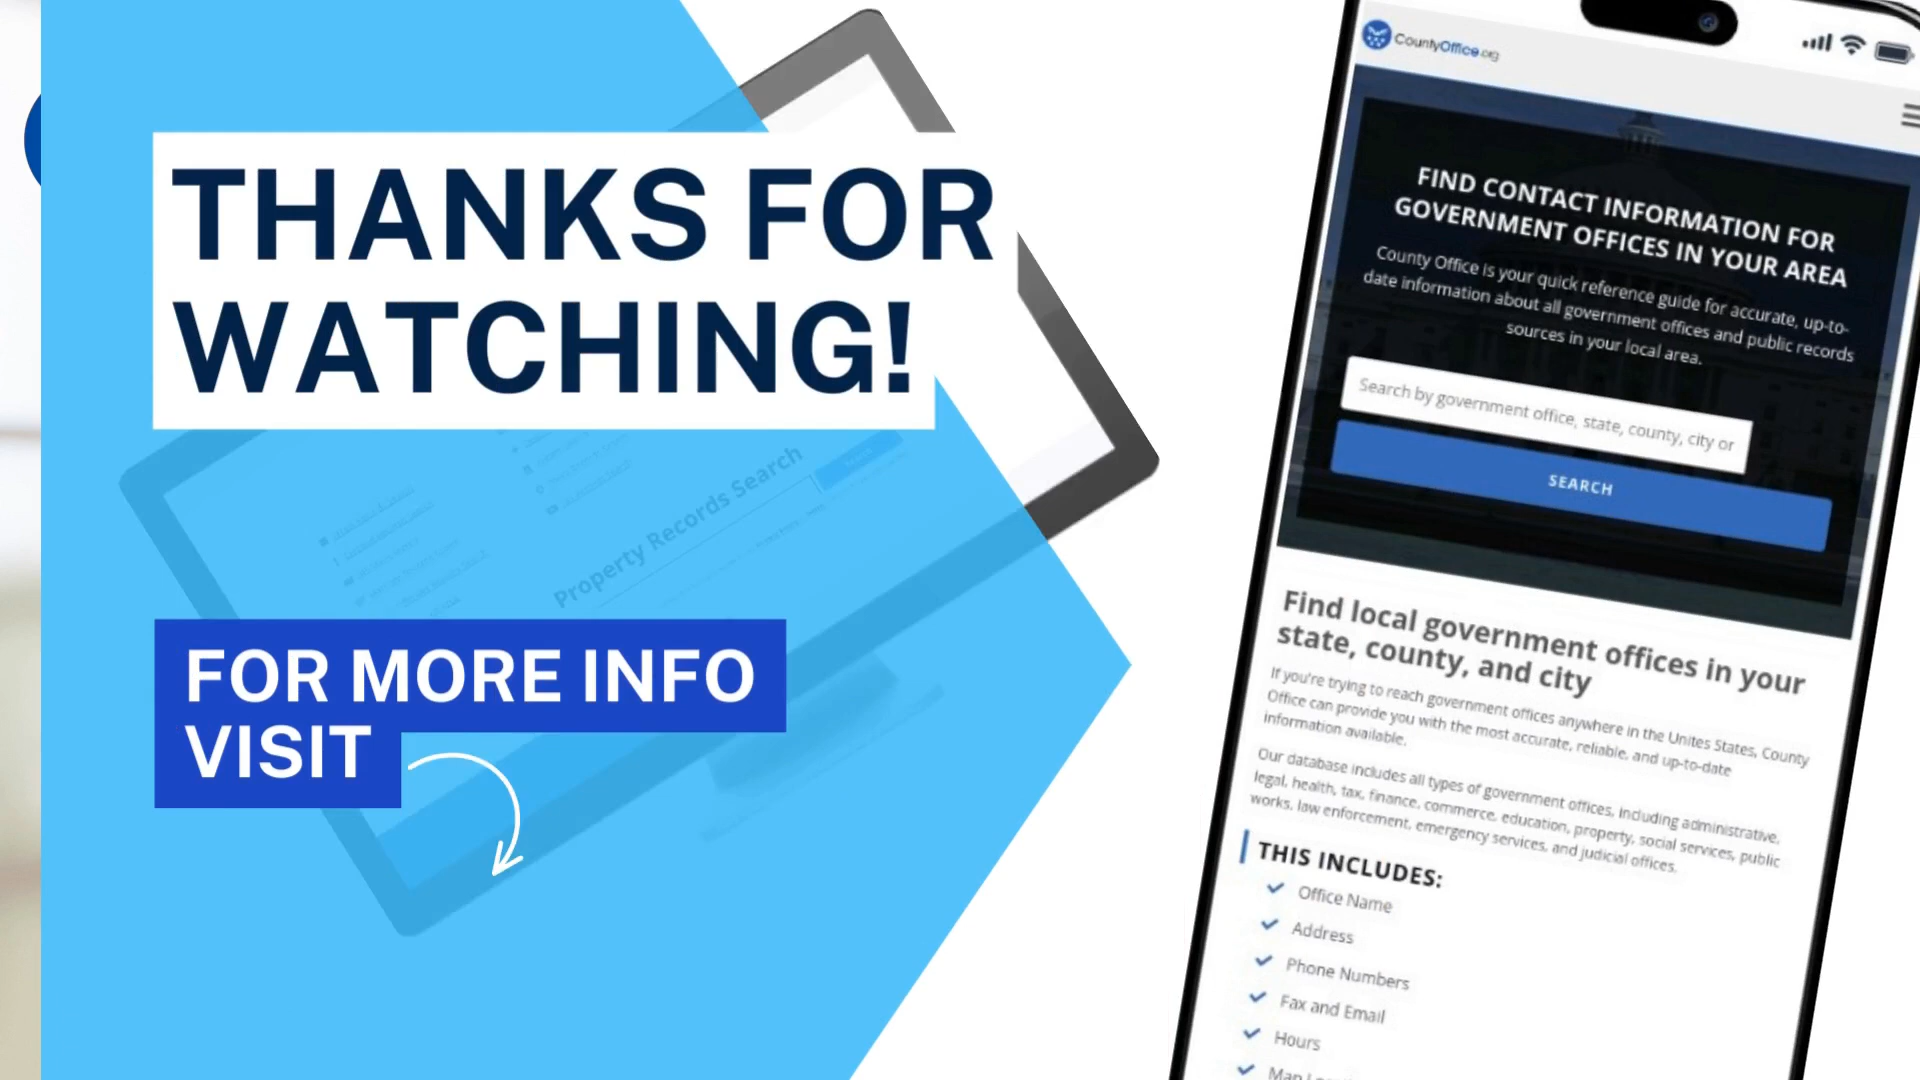 THANKS FOR
WATCHING!
Property Records Search
FOR MORE INFO
VISIT
CountyOffice.org
FIND CONTACT INFORMATION FOR
GOVERNMENT OFFICES IN YOUR AREA
County Office is your quick reference guide for accurate, up-to-
date information about all government offices and public records
sources in your local area.
Search by government office, state, county, city or
SEARCH
Find local government offices in your
state, county, and city
If you're trying to reach government offices anywhere in the Unites States, County
Office can provide you with the most accurate, reliable, and up-to-date
information available.
Our database includes all types of government offices, including administrative,
legal, health, tax, finance, commerce, education, property, social services, public
works, law enforcement, emergency services, and judicial offices.
THIS INCLUDES:
Office Name
Address
Phone Numbers
Fax and Email
Hours
Map